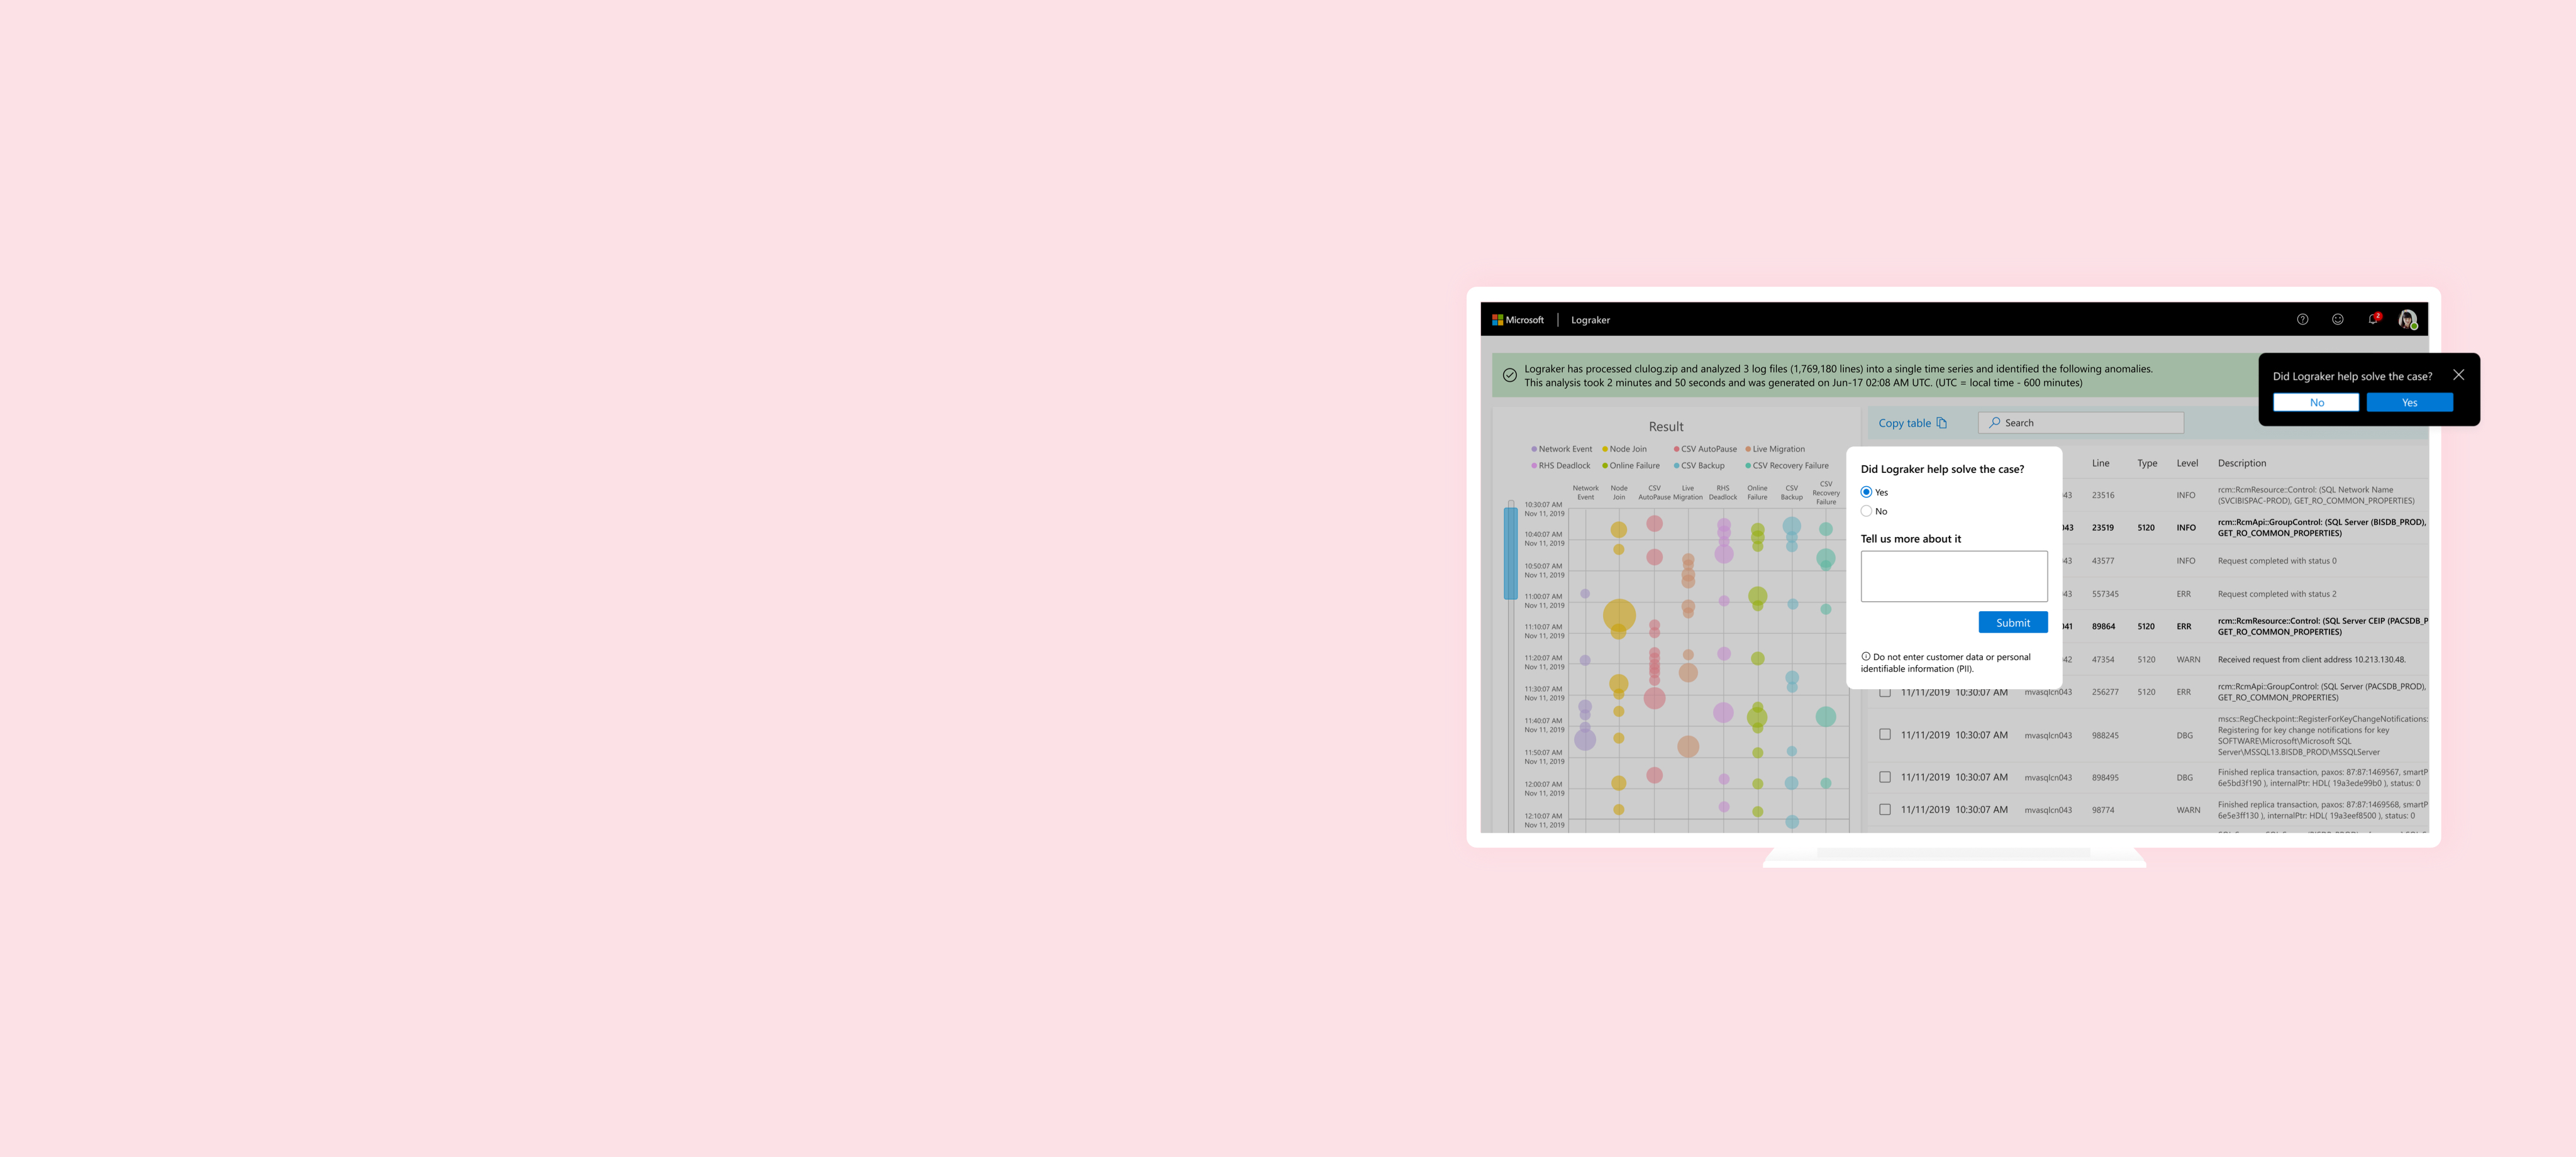 Microsoft | Lograker
2
Lograker has processed clulog.zip and analyzed 3 log files (1,769,180 lines) into a single time series and identified the following anomalies.
This analysis took 2 minutes and 50 seconds and was generated on Jun-17 02:08 AM UTC. (UTC = local time - 600 minutes)
Did Lograker help solve the case?
No Yes
Result
Network Event Node Join CSV AutoPause Live Migration
RHS Deadlock Online Failure CSV Backup CSV Recovery Failure
Network Event
Node Join
CSV AutoPause
Live Migration
RHS Deadlock
Online Failure
CSV Backup
CSV Recovery Failure
10:30:07 AM
Nov 11, 2019
10:40:07 AM
Nov 11, 2019
10:50:07 AM
Nov 11, 2019
11:00:07 AM
Nov 11, 2019
11:10:07 AM
Nov 11, 2019
11:20:07 AM
Nov 11, 2019
11:30:07 AM
Nov 11, 2019
11:40:07 AM
Nov 11, 2019
11:50:07 AM
Nov 11, 2019
12:00:07 AM
Nov 11, 2019
12:10:07 AM
Nov 11, 2019
Copy table
Search
Did Lograker help solve the case?
Yes
No
Tell us more about it
Submit
Do not enter customer data or personal
identifiable information (PII).
Line Type Level Description
43 23516 INFO rcm::RcmResource::Control: (SQL Network Name
(SVCIBISPAC-PROD), GET_RO_COMMON_PROPERTIES)
043 23519 5120 INFO rcm::RcmApi::GroupControl: (SQL Server (BISDB_PROD),
GET_RO_COMMON_PROPERTIES)
43 43577 INFO Request completed with status 0
43 557345 ERR Request completed with status 2
041 89864 5120 ERR rcm::RcmResource::Control: (SQL Server CEIP (PACSDB_P
GET_RO_COMMON_PROPERTIES)
42 47354 5120 WARN Received request from client address 10.213.130.48.
11/11/2019 10:30:07 AM mvasqlcn043 256277 5120 ERR rcm::RcmApi::GroupControl: (SQL Server (PACSDB_PROD),
GET_RO_COMMON_PROPERTIES)
11/11/2019 10:30:07 AM mvasqlcn043 988245 DBG mscs::RegCheckpoint::RegisterForKeyChangeNotifications:
Registering for key change notifications for key
SOFTWARE\Microsoft\Microsoft SQL
Server\MSSQL13.BISDB_PROD\MSSQLServer
11/11/2019 10:30:07 AM mvasqlcn043 898495 DBG Finished replica transaction, paxos: 87:87:1469567, smartP
6e5bd3f190 ), internalPtr: HDL( 19a3ede99b0 ), status: 0
11/11/2019 10:30:07 AM mvasqlcn043 98774 WARN Finished replica transaction, paxos: 87:87:1469568, smartP
6e5e3ff130 ), internalPtr: HDL( 19a3eef8500 ), status: 0